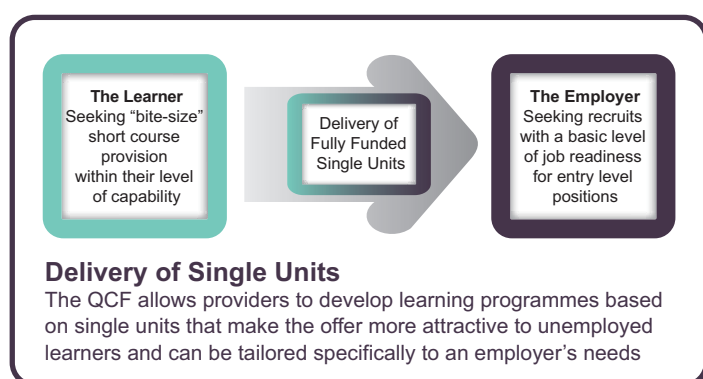 The Learner
Seeking “bite-size”
short course
provision
within their level
of capability
Delivery of
Fully Funded
Single Units
The Employer
Seeking recruits
with a basic level
of job readiness
for entry level
positions
Delivery of Single Units
The QCF allows providers to develop learning programmes based
on single units that make the offer more attractive to unemployed
learners and can be tailored specifically to an employer’s needs